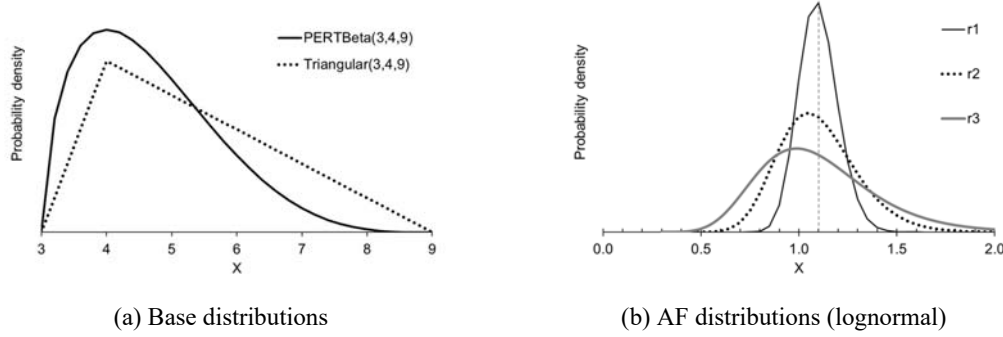 Probability density
PERTBeta(3,4,9)
Triangular(3,4,9)
3 4 5 6 7 8 9
X
(a) Base distributions
Probability density
r1
r2
r3
0.0 0.5 1.0 1.5 2.0
X
(b) AF distributions (lognormal)